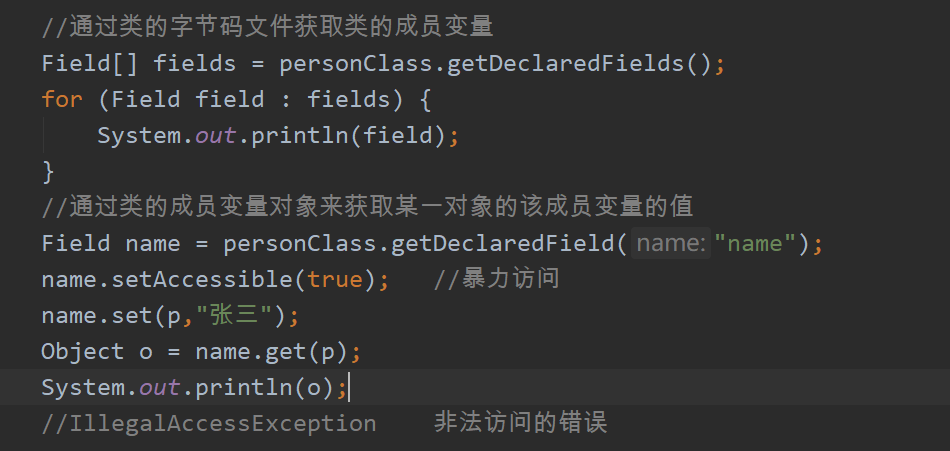 //通过类的字节码文件获取类的成员变量
Field[] fields = personClass.getDeclaredFields();
for (Field field : fields) {
    System.out.println(field);
}
//通过类的成员变量对象来获取某一对象的该成员变量的值
Field name = personClass.getDeclaredField( name: "name");
name.setAccessible(true);   //暴力访问
name.set(p,"张三");
Object o = name.get(p);
System.out.println(o);
//IllegalAccessException    非法访问的错误